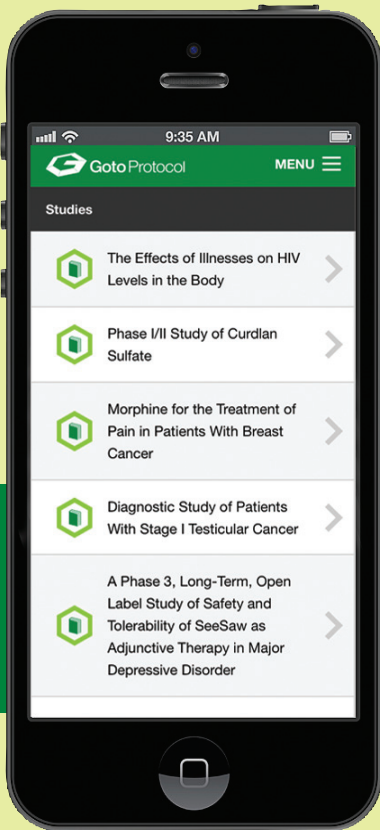 9:35 AM
Goto Protocol
MENU
Studies
The Effects of Illnesses on HIV
Levels in the Body
Phase I/II Study of Curdlan
Sulfate
Morphine for the Treatment of
Pain in Patients With Breast
Cancer
Diagnostic Study of Patients
With Stage I Testicular Cancer
A Phase 3, Long-Term, Open
Label Study of Safety and
Tolerability of SeeSaw as
Adjunctive Therapy in Major
Depressive Disorder